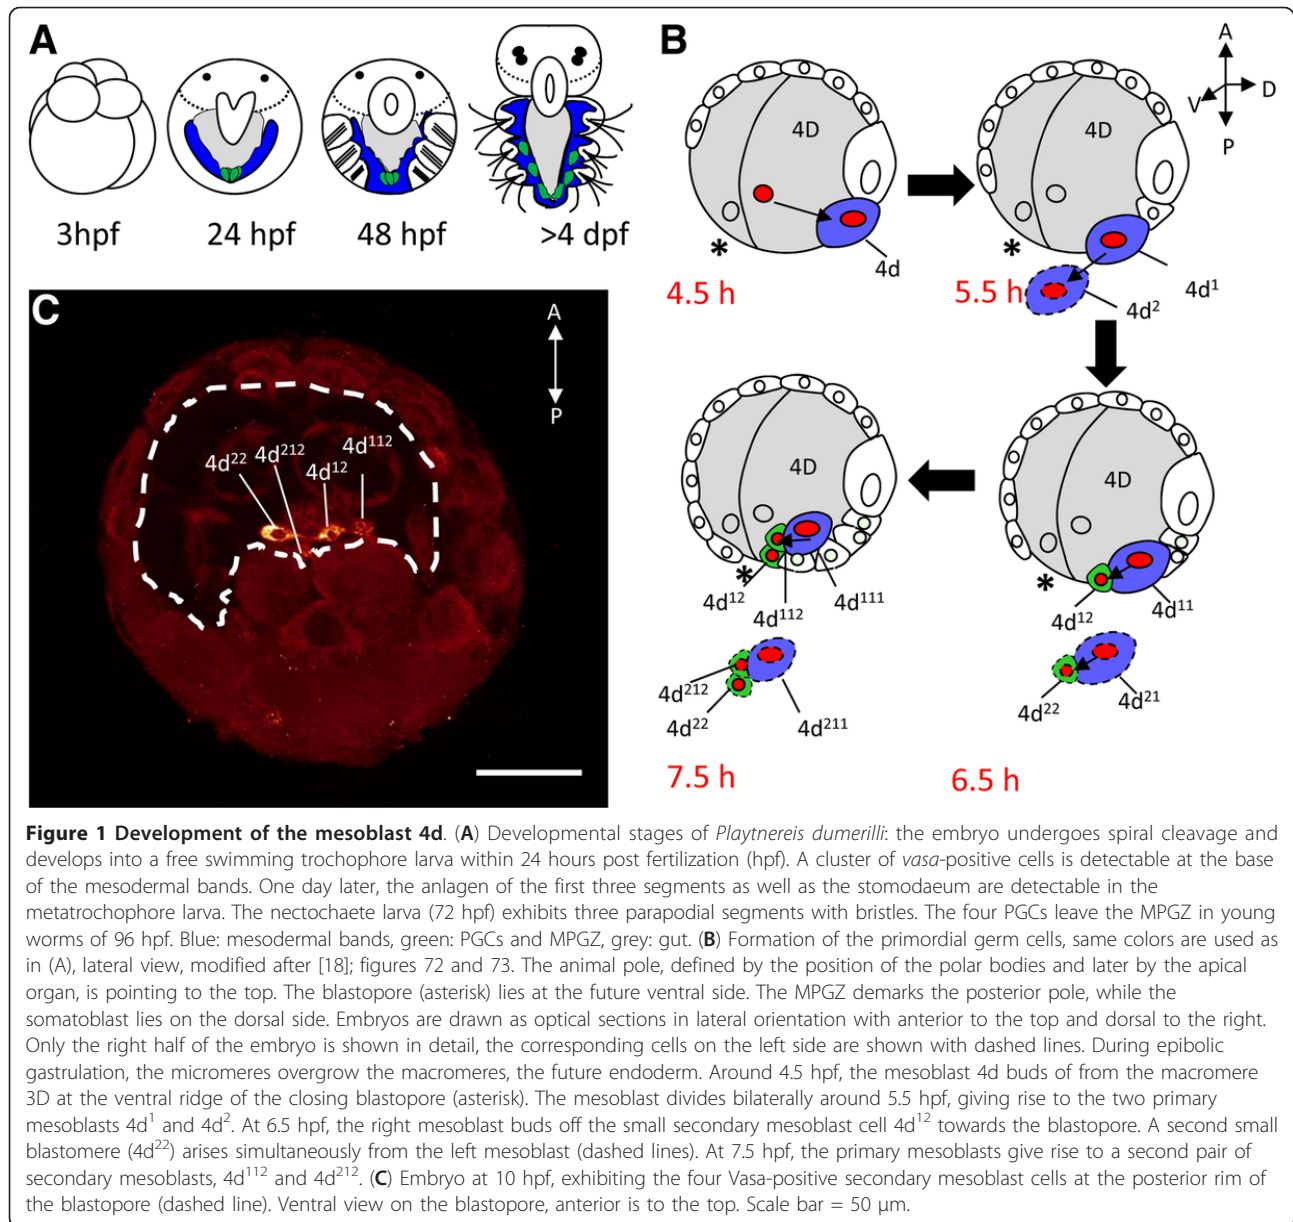 A
3hpf
24 hpf
48 hpf
>4 dpf
B
A
V
D
P
4D
4d
4.5 h
*
4D
4d¹
4d²
5.5 h
*
4D
4d¹²
4d¹¹
4d²²
4d²¹
6.5 h
*
4D
4d¹²
4d¹¹²
4d¹¹¹
4d²¹²
4d²²
4d²¹¹
7.5 h
*
C
A
P
4d²²
4d²¹²
4d¹²
4d¹¹²
Figure 1 Development of the mesoblast 4d. (A) Developmental stages of Playtnereis dumerilli: the embryo undergoes spiral cleavage and
develops into a free swimming trochophore larva within 24 hours post fertilization (hpf). A cluster of vasa-positive cells is detectable at the base
of the mesodermal bands. One day later, the anlagen of the first three segments as well as the stomodaeum are detectable in the
metatrochophore larva. The nectochaete larva (72 hpf) exhibits three parapodial segments with bristles. The four PGCs leave the MPGZ in young
worms of 96 hpf. Blue: mesodermal bands, green: PGCs and MPGZ, grey: gut. (B) Formation of the primordial germ cells, same colors are used as
in (A), lateral view, modified after [18]; figures 72 and 73. The animal pole, defined by the position of the polar bodies and later by the apical
organ, is pointing to the top. The blastopore (asterisk) lies at the future ventral side. The MPGZ demarks the posterior pole, while the
somatoblast lies on the dorsal side. Embryos are drawn as optical sections in lateral orientation with anterior to the top and dorsal to the right.
Only the right half of the embryo is shown in detail, the corresponding cells on the left side are shown with dashed lines. During epibolic
gastrulation, the micromeres overgrow the macromeres, the future endoderm. Around 4.5 hpf, the mesoblast 4d buds of from the macromere
3D at the ventral ridge of the closing blastopore (asterisk). The mesoblast divides bilaterally around 5.5 hpf, giving rise to the two primary
mesoblasts 4d¹ and 4d². At 6.5 hpf, the right mesoblast buds off the small secondary mesoblast cell 4d¹² towards the blastopore. A second small
blastomere (4d²²) arises simultaneously from the left mesoblast (dashed lines). At 7.5 hpf, the primary mesoblasts give rise to a second pair of
secondary mesoblasts, 4d¹¹² and 4d²¹². (C) Embryo at 10 hpf, exhibiting the four Vasa-positive secondary mesoblast cells at the posterior rim of
the blastopore (dashed line). Ventral view on the blastopore, anterior is to the top. Scale bar = 50 μm.